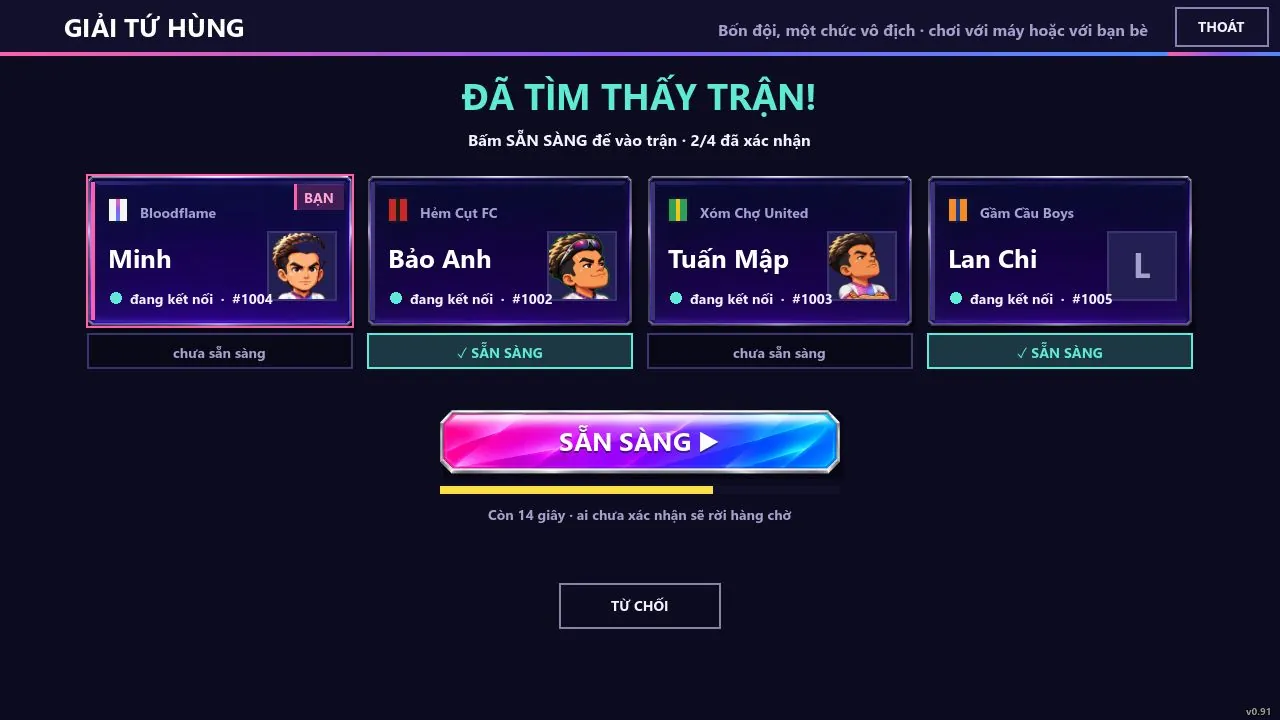 GIẢI TỨ HÙNG
Bốn đội, một chức vô địch · chơi với máy hoặc với bạn bè
THOÁT
ĐÃ TÌM THẤY TRẬN!
Bấm SẴN SÀNG để vào trận · 2/4 đã xác nhận
Bloodflame
BẠN
Minh
đang kết nối · #1004
chưa sẵn sàng
Hẻm Cụt FC
Bảo Anh
đang kết nối · #1002
✓ SẴN SÀNG
Xóm Chợ United
Tuấn Mập
đang kết nối · #1003
chưa sẵn sàng
Gầm Cầu Boys
Lan Chi
L
đang kết nối · #1005
✓ SẴN SÀNG
SẴN SÀNG ▶
Còn 14 giây · ai chưa xác nhận sẽ rời hàng chờ
TỪ CHỐI
v0.91